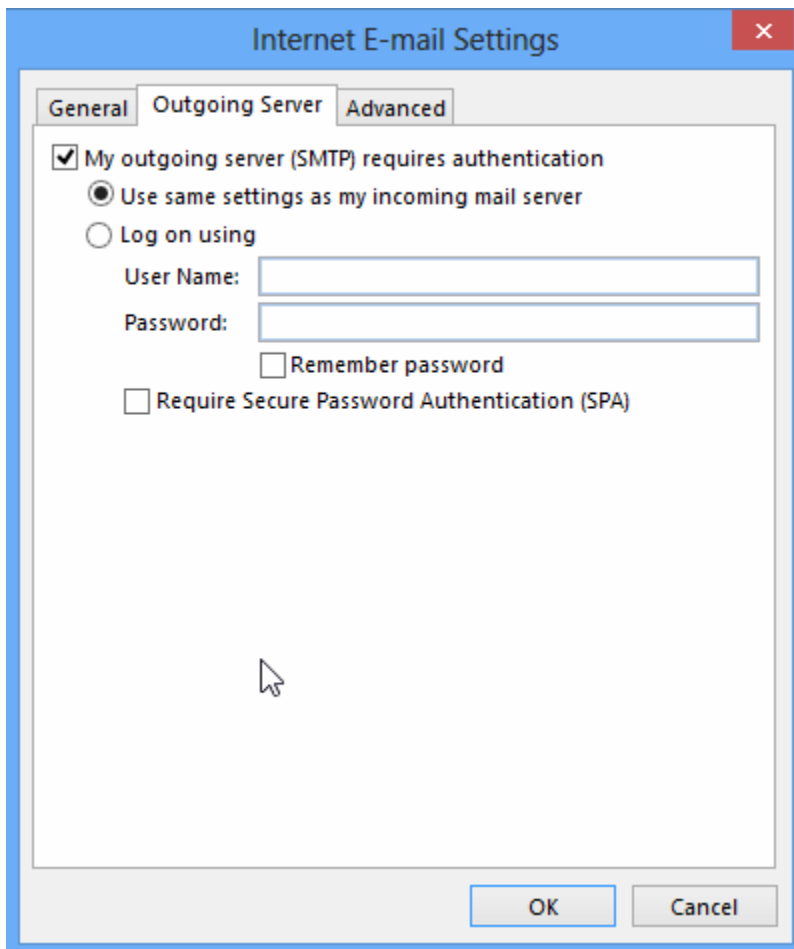 Internet E-mail Settings
General Outgoing Server Advanced
My outgoing server (SMTP) requires authentication
Use same settings as my incoming mail server
Log on using
User Name:
Password:
Remember password
Require Secure Password Authentication (SPA)
OK Cancel